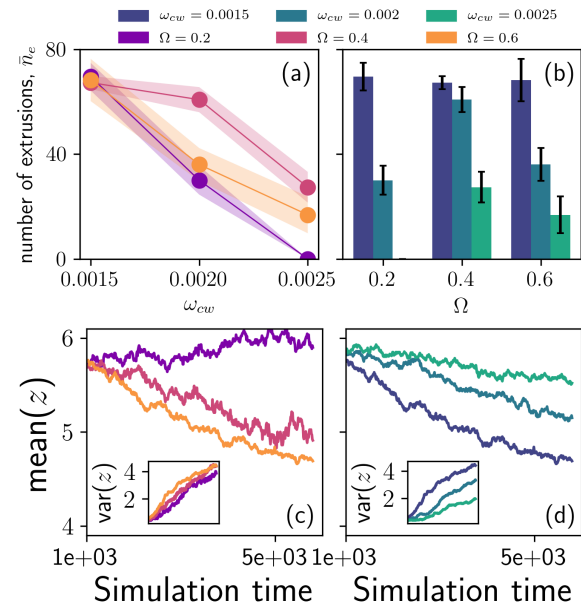 ω_cw = 0.0015 ω_cw = 0.002 ω_cw = 0.0025
Ω = 0.2 Ω = 0.4 Ω = 0.6
number of extrusions, n̄_e
80
40
0
(a)
0.0015 0.0020 0.0025
ω_cw
(b)
0.2 0.4 0.6
Ω
mean(z)
6
5
4
var(z)
4
2
(c)
1e+03 5e+03
Simulation time
var(z)
4
2
(d)
1e+03 5e+03
Simulation time